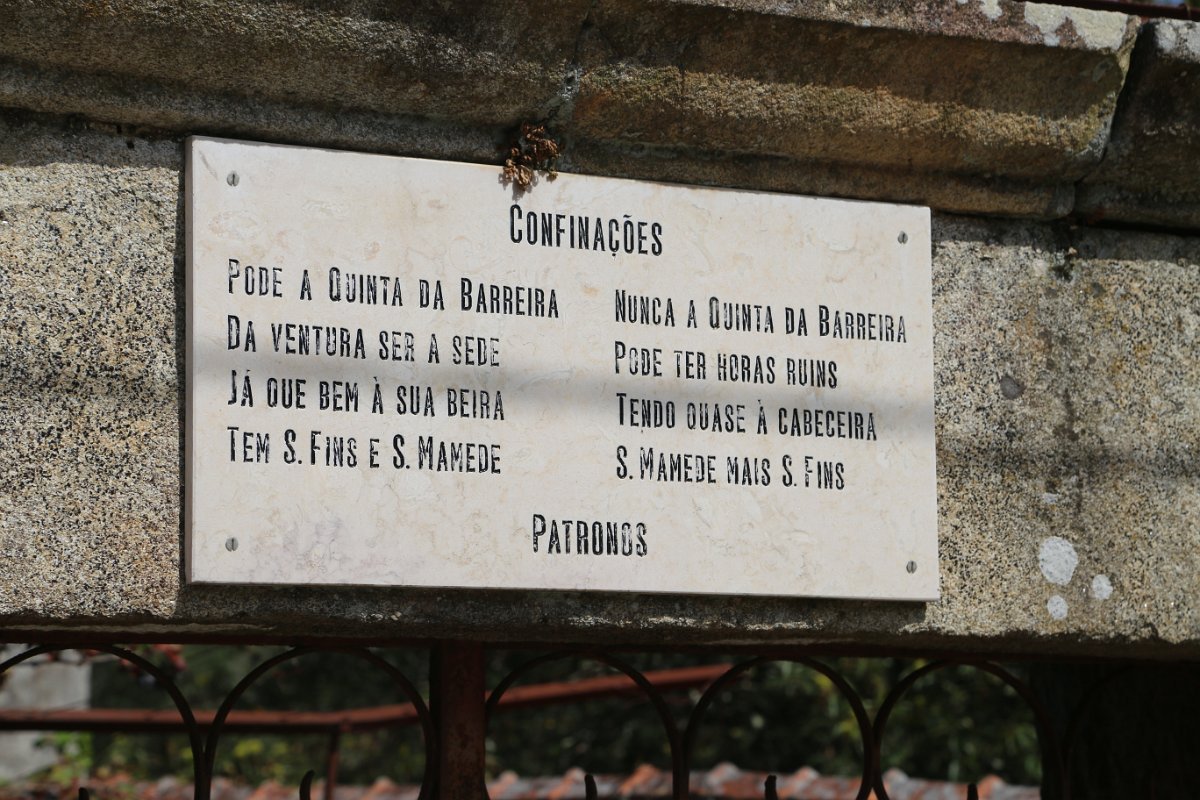 Confinações
Pode a Quinta da Barreira
Da ventura ser a sede
Já que bem à sua beira
Tem S. Fins e S. Mamede
Nunca a Quinta da Barreira
Pode ter horas ruins
Tendo quase à cabeceira
S. Mamede mais S. Fins
Patronos